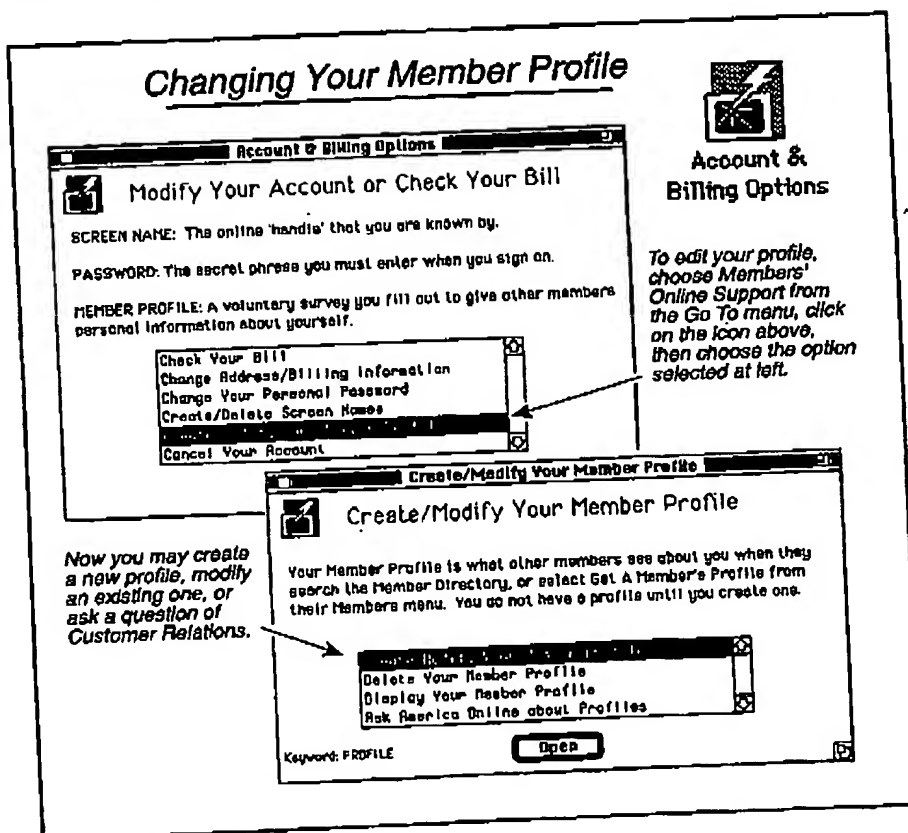 Changing Your Member Profile
Account & Billing Options
Modify Your Account or Check Your Bill
SCREEN NAME: The online 'handle' that you are known by.
PASSWORD: The secret phrase you must enter when you sign on.
MEMBER PROFILE: A voluntary survey you fill out to give other members
personal information about yourself.
Check Your Bill
Change Address/Billing Information
Change Your Personal Password
Create/Delete Screen Names
Cancel Your Account
Account &
Billing Options
To edit your profile,
choose Members'
Online Support from
the Go To menu, click
on the icon above,
then choose the option
selected at left.
Now you may create
a new profile, modify
an existing one, or
ask a question of
Customer Relations.
Create/Modify Your Member Profile
Create/Modify Your Member Profile
Your Member Profile is what other members see about you when they
search the Member Directory, or select Get A Member's Profile from
their Members menu. You do not have a profile until you create one.
Delete Your Member Profile
Display Your Member Profile
Ask America Online about Profiles
Keyword: PROFILE
Open